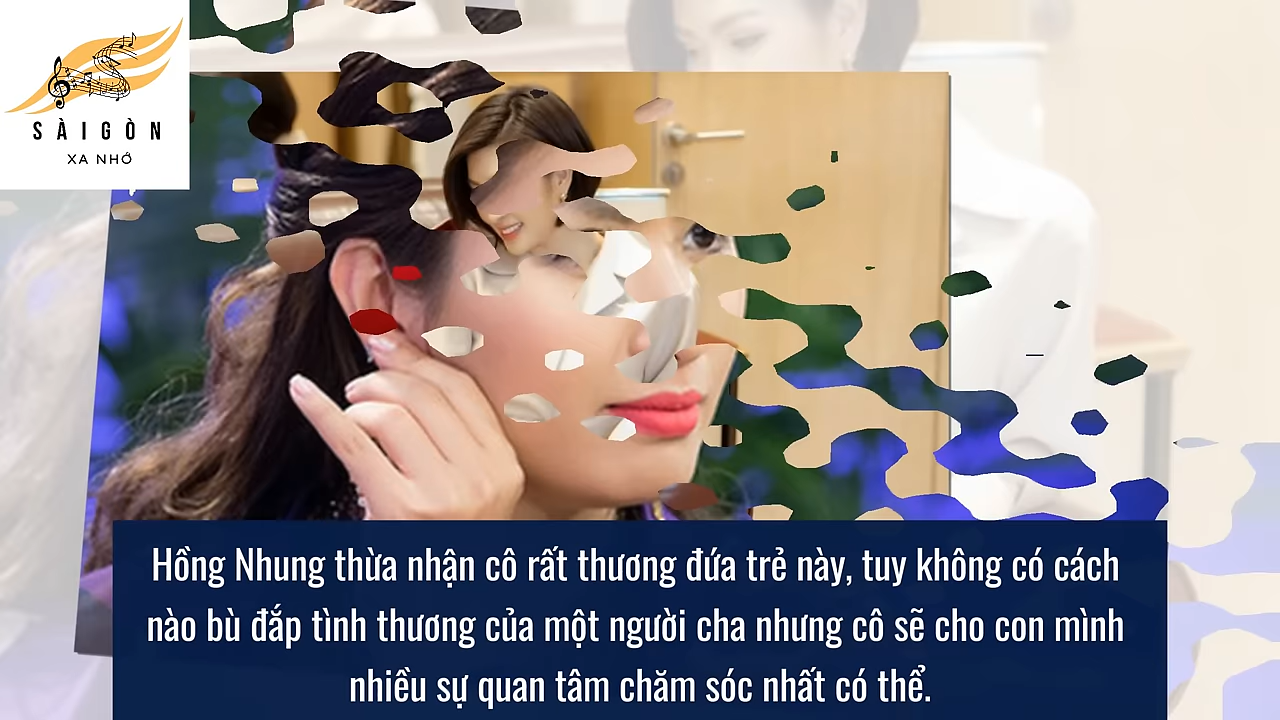 SÀIGÒN
XA NHỚ
Hồng Nhung thừa nhận cô rất thương đứa trẻ này, tuy không có cách
nào bù đắp tình thương của một người cha nhưng cô sẽ cho con mình
nhiều sự quan tâm chăm sóc nhất có thể.